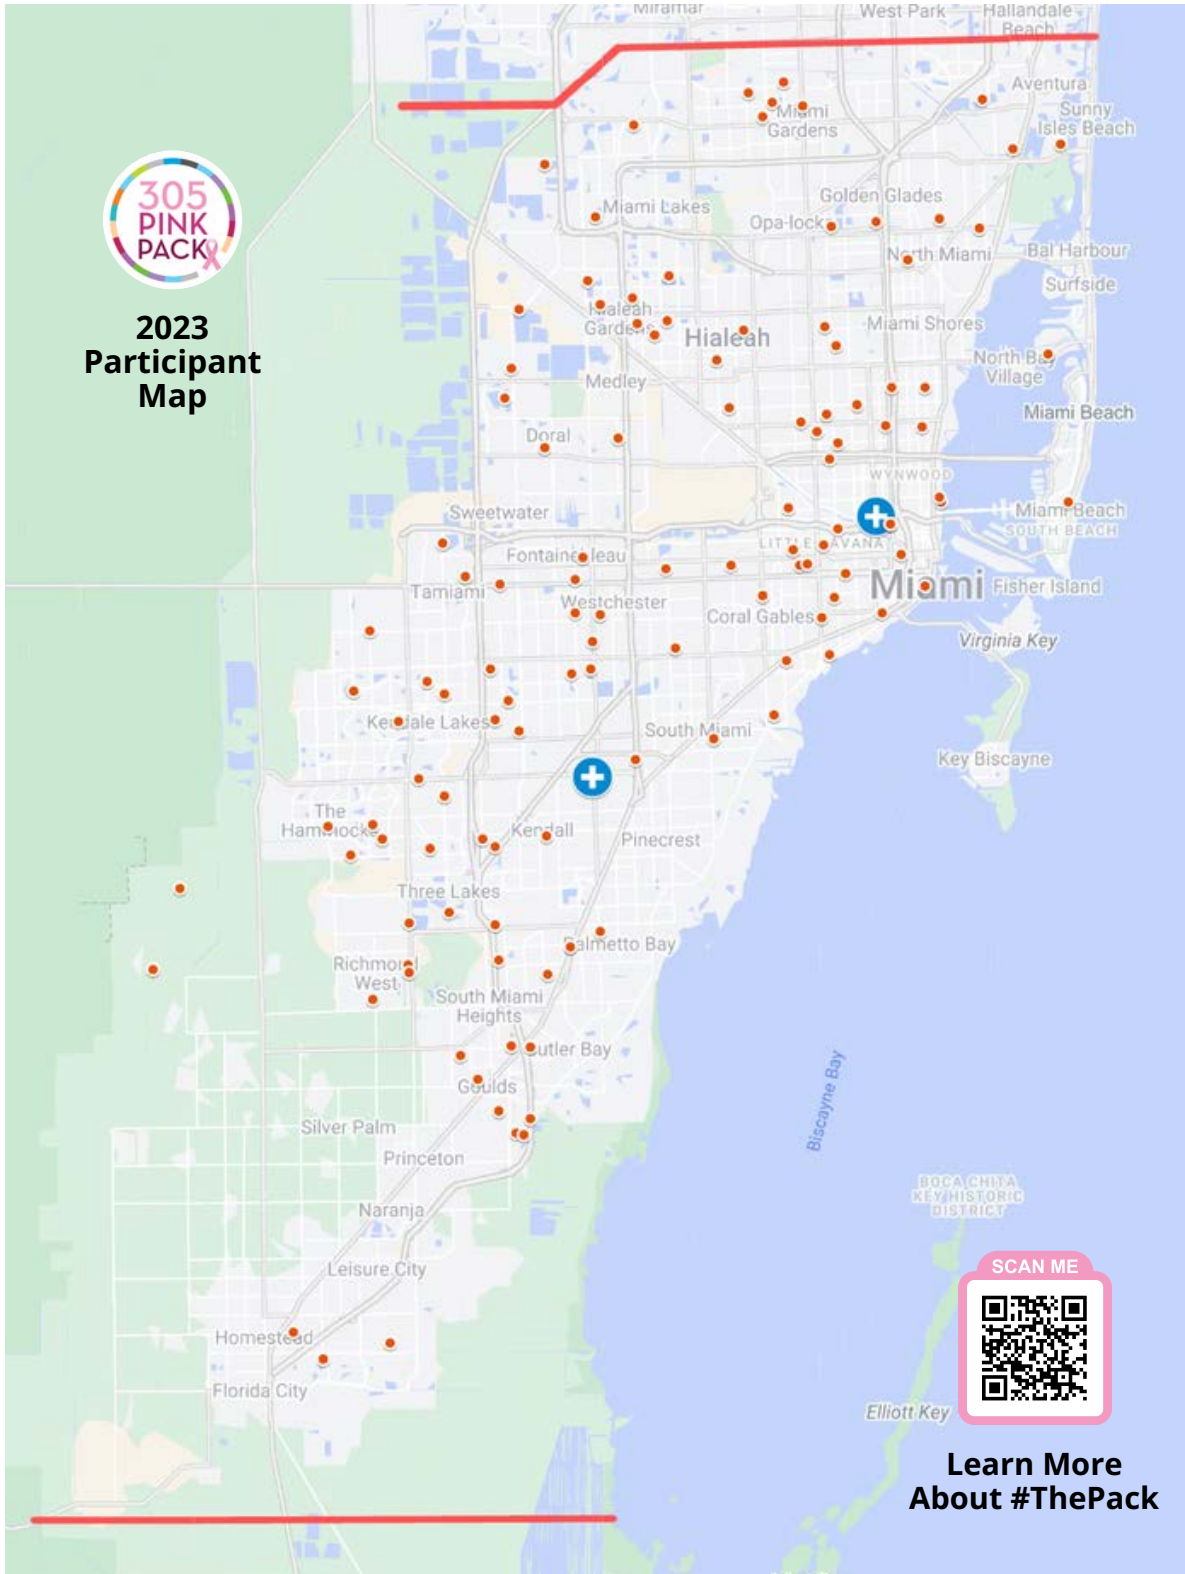 Miramar
West Park
Hallandale
Beach
Aventura
Sunny
Isles Beach
Miami
Gardens
305
PINK
PACK
Golden Glades
Miami Lakes
Opa-lock
North Miami
Bal Harbour
Surfside
2023
Participant
Map
Hialeah
Gardens
Hialeah
Miami Shores
North Bay
Village
Medley
Miami Beach
Doral
WYNWOOD
Sweetwater
Miami Beach
SOUTH BEACH
LITTLE HAVANA
Fontainebleau
Tamiami
Westchester
Miami
Fisher Island
Coral Gables
Virginia Key
Kendale Lakes
South Miami
Key Biscayne
The
Hammocks
Kendall
Pinecrest
Three Lakes
Palmetto Bay
Richmond
West
South Miami
Heights
Cutler Bay
Goulds
Biscayne Bay
Silver Palm
Princeton
BOCA CHITA
KEY HISTORIC
DISTRICT
Naranja
Leisure City
SCAN ME
Homestead
Florida City
Elliott Key
Learn More
About #ThePack